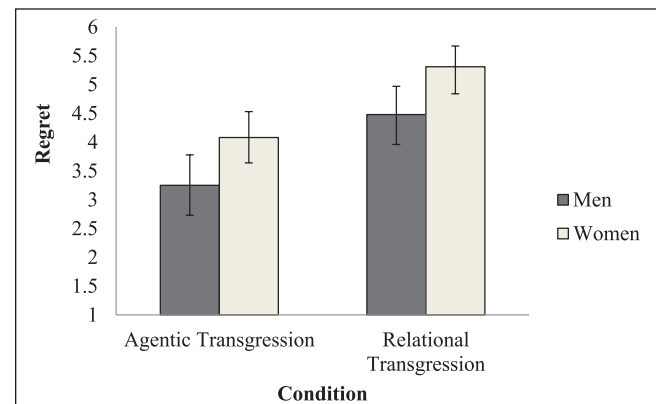 6
5.5
5
4.5
4
3.5
3
2.5
2
1.5
1
Regret
Men
Women
Agentic Transgression
Relational
Transgression
Condition